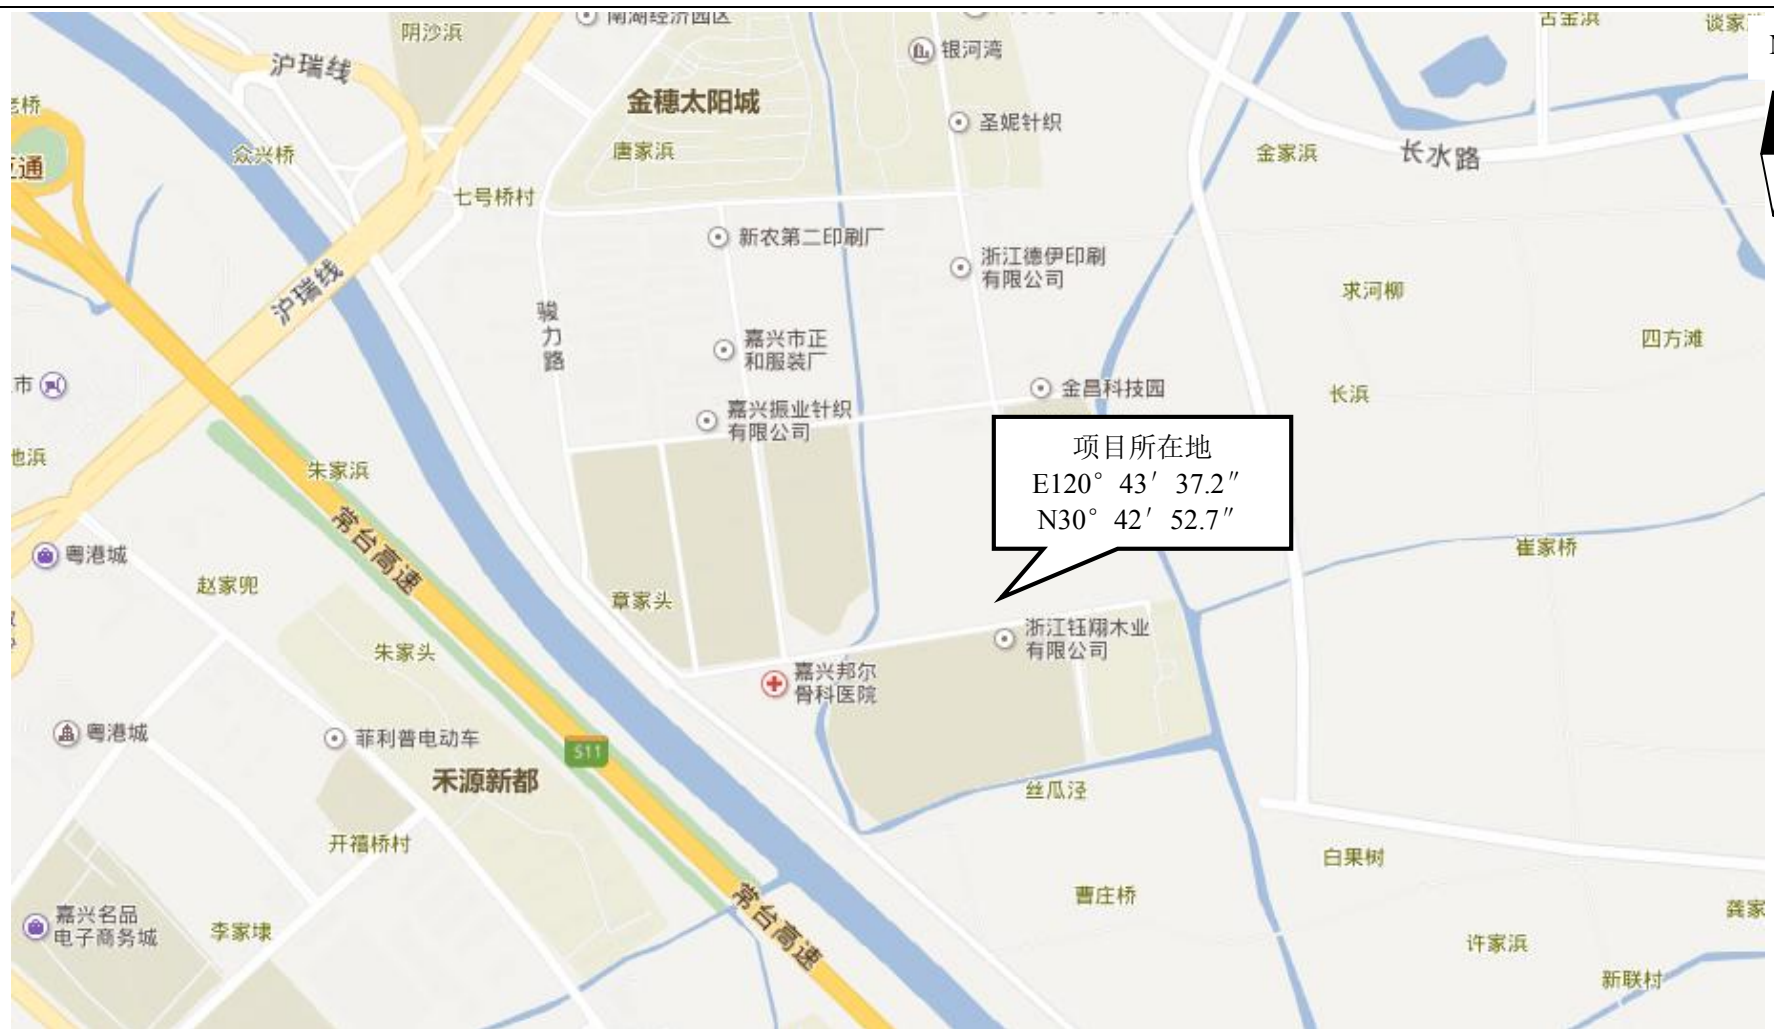 阴沙浜
南湖经济园区
古金浜
谈家
N
沪瑞线
银河湾
老桥
金穗太阳城
圣妮针织
众兴桥
唐家浜
金家浜
长水路
互通
七号桥村
新农第二印刷厂
浙江德伊印刷
有限公司
沪瑞线
求河柳
骏力路
嘉兴市正
和服装厂
四方滩
市
金昌科技园
长浜
嘉兴振业针织
有限公司
项目所在地
E120° 43′ 37.2″
N30° 42′ 52.7″
池浜
朱家浜
常台高速
粤港城
崔家桥
赵家兜
章家头
浙江钰翔木业
有限公司
朱家头
嘉兴邦尔
骨科医院
粤港城
菲利普电动车
S11
禾源新都
丝瓜泾
开禧桥村
白果树
常台高速
曹庄桥
嘉兴名品
电子商务城
李家埭
龚家
许家浜
新联村